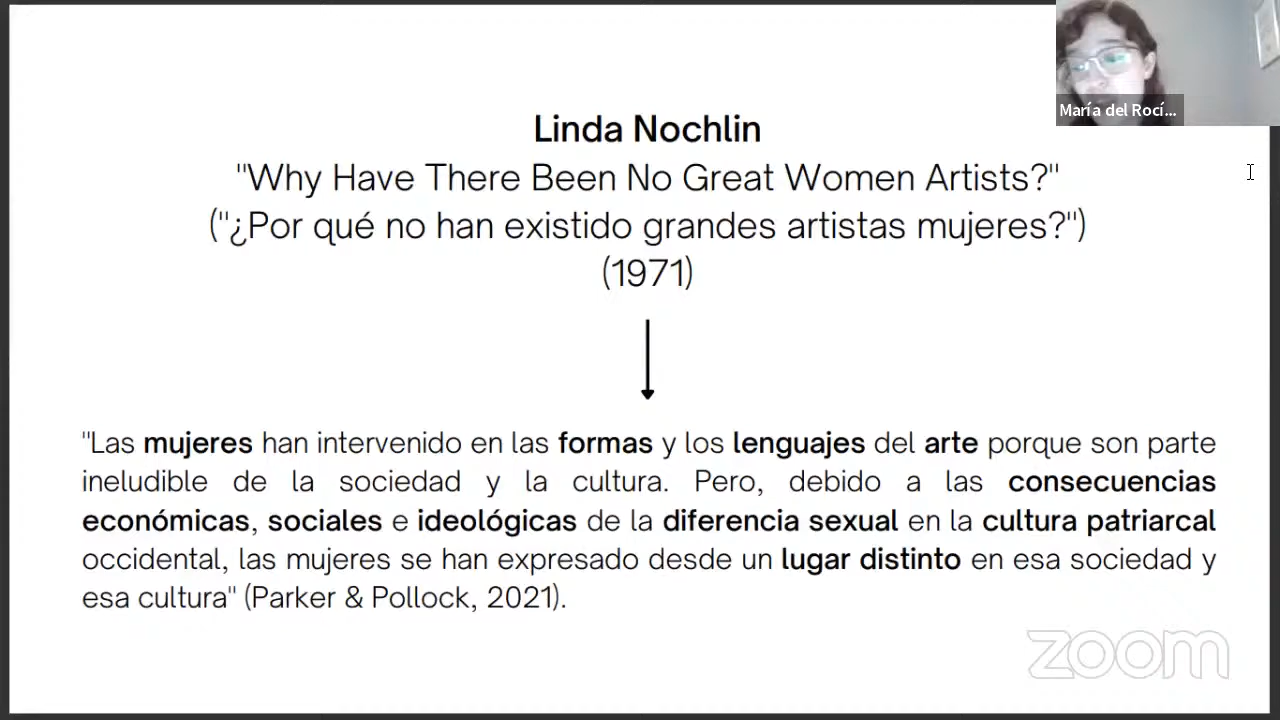 María del Rocí...
Linda Nochlin
"Why Have There Been No Great Women Artists?"
("¿Por qué no han existido grandes artistas mujeres?")
(1971)
"Las mujeres han intervenido en las formas y los lenguajes del arte porque son parte
ineludible de la sociedad y la cultura. Pero, debido a las consecuencias
económicas, sociales e ideológicas de la diferencia sexual en la cultura patriarcal
occidental, las mujeres se han expresado desde un lugar distinto en esa sociedad y
esa cultura" (Parker & Pollock, 2021).
zoom